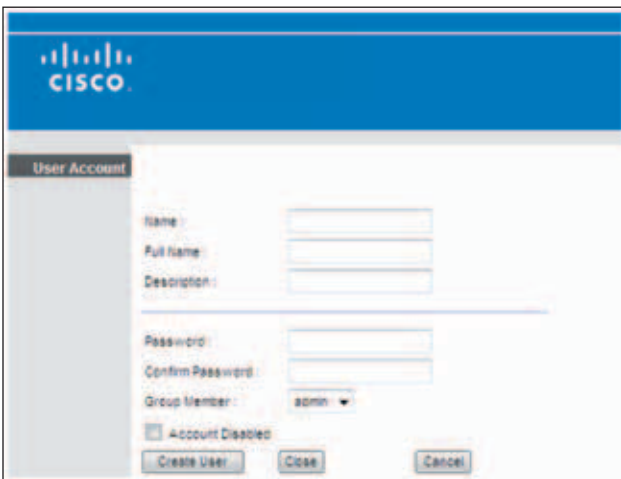 CISCO.
User Account
Name :
Full Name :
Description :
Password :
Confirm Password :
Group Member : admin
Account Disabled
Create User Close Cancel